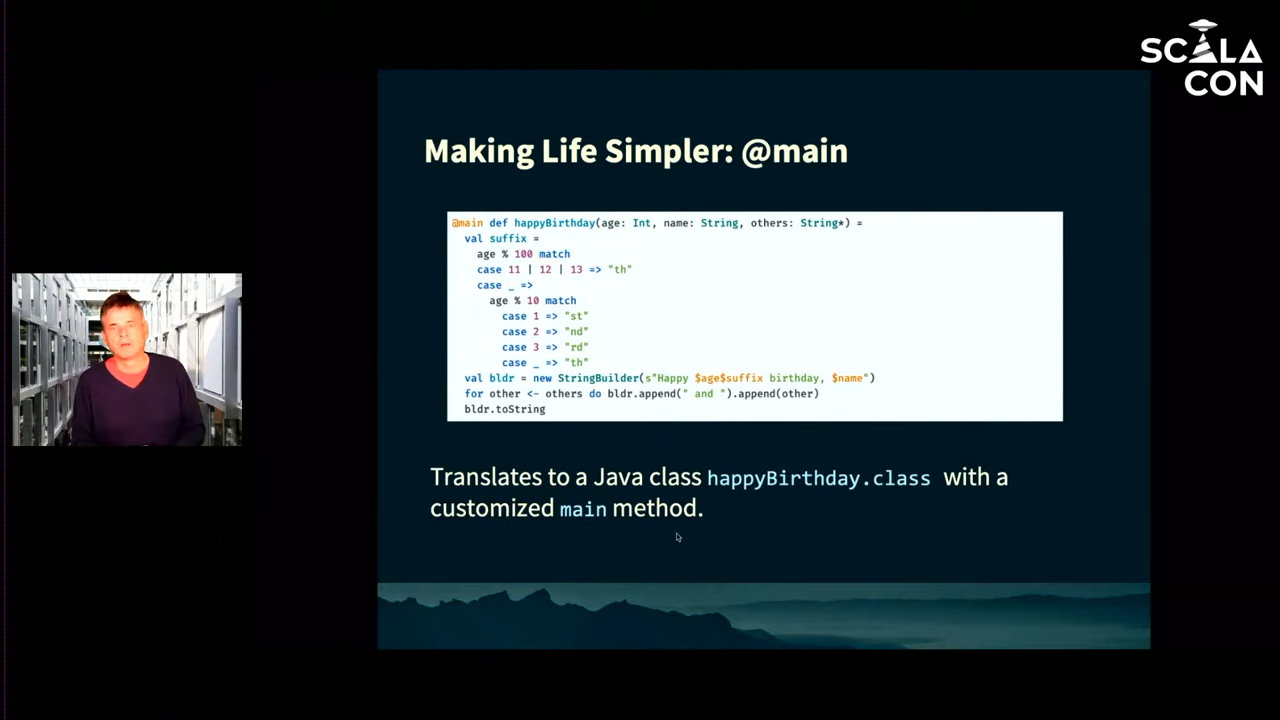 SCALA
CON
Making Life Simpler: @main
@main def happyBirthday(age: Int, name: String, others: String*) =
  val suffix =
    age % 100 match
    case 11 | 12 | 13 => "th"
    case _ =>
      age % 10 match
        case 1 => "st"
        case 2 => "nd"
        case 3 => "rd"
        case _ => "th"
  val bldr = new StringBuilder(s"Happy $age$suffix birthday, $name")
  for other <- others do bldr.append(" and ").append(other)
  bldr.toString
Translates to a Java class happyBirthday.class with a
customized main method.